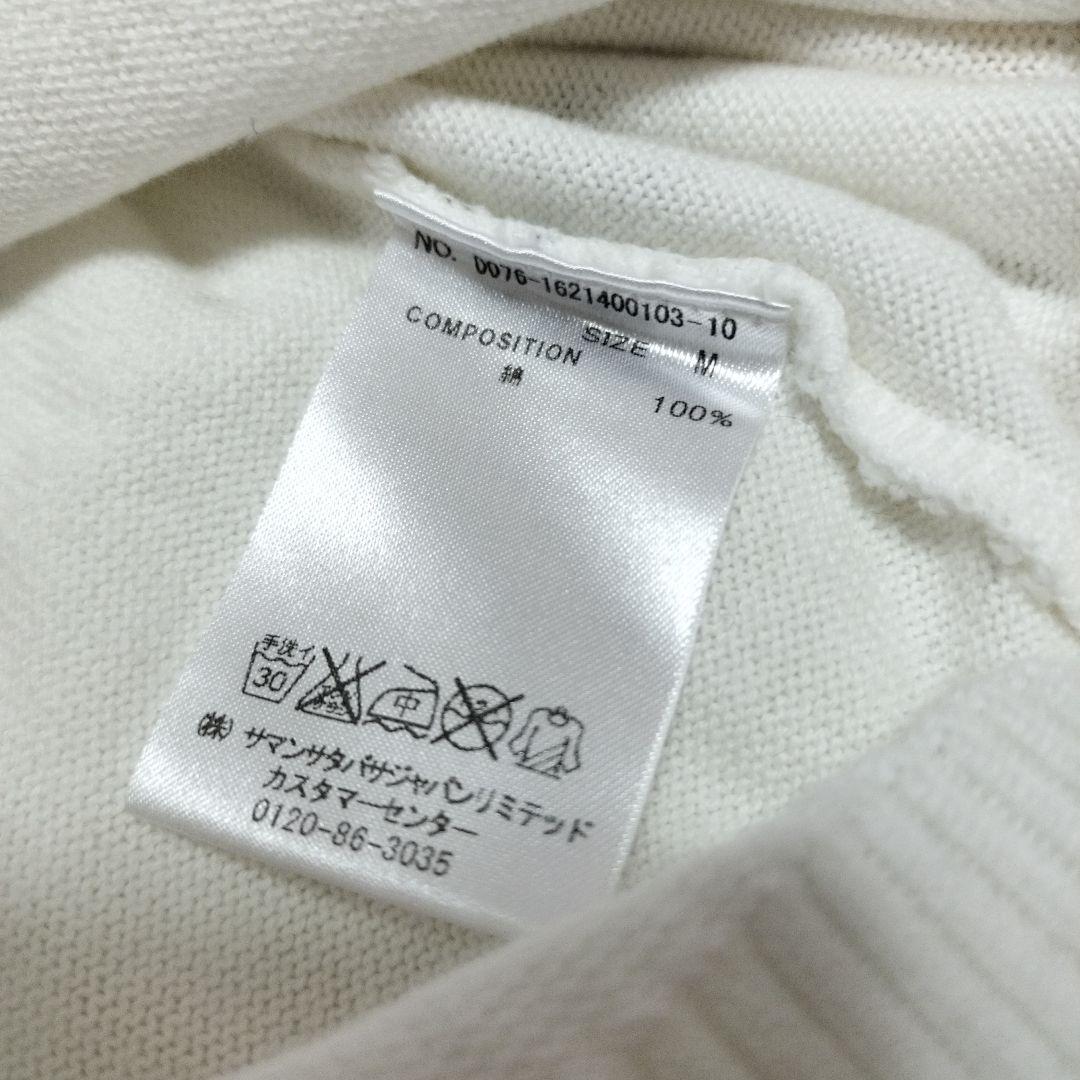 NO. 0076-1621400103-10
SIZE M
COMPOSITION
綿 100%
手洗イ
30
中
(株) サマンサタバサジャパンリミテッド
カスタマーセンター
0120-86-3035